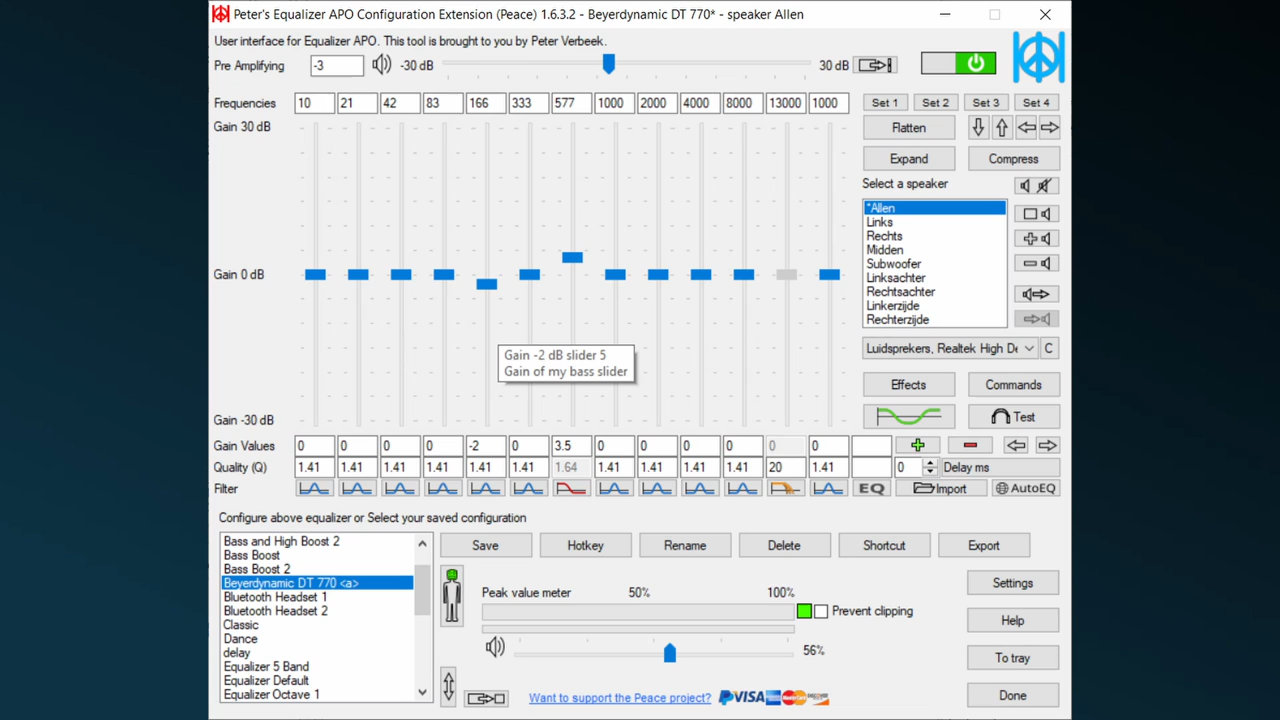 Peter's Equalizer APO Configuration Extension (Peace) 1.6.3.2 - Beyerdynamic DT 770* - speaker Allen
User interface for Equalizer APO. This tool is brought to you by Peter Verbeek.
Pre Amplifying -3 -30 dB 30 dB
Frequencies 10 21 42 83 166 333 577 1000 2000 4000 8000 13000 1000 Set 1 Set 2 Set 3 Set 4
Gain 30 dB Flatten
Expand Compress
Select a speaker
*Allen
Links
Rechts
Midden
Subwoofer
Gain 0 dB Linksachter
Rechtsachter
Linkerzijde
Rechterzijde
Luidsprekers, Realtek High De C
Gain -2 dB slider 5
Gain of my bass slider
Effects Commands
Gain -30 dB Test
Gain Values 0 0 0 0 -2 0 3.5 0 0 0 0 0 0
Quality (Q) 1.41 1.41 1.41 1.41 1.41 1.41 1.64 1.41 1.41 1.41 1.41 20 1.41 0 Delay ms
Filter EQ Import AutoEQ
Configure above equalizer or Select your saved configuration
Bass and High Boost 2
Bass Boost
Bass Boost 2
Beyerdynamic DT 770 <a>
Bluetooth Headset 1
Bluetooth Headset 2
Classic
Dance
delay
Equalizer 5 Band
Equalizer Default
Equalizer Octave 1
Save Hotkey Rename Delete Shortcut Export
Peak value meter 50% 100%
Prevent clipping
56%
Settings
Help
To tray
Done
Want to support the Peace project? PVISA